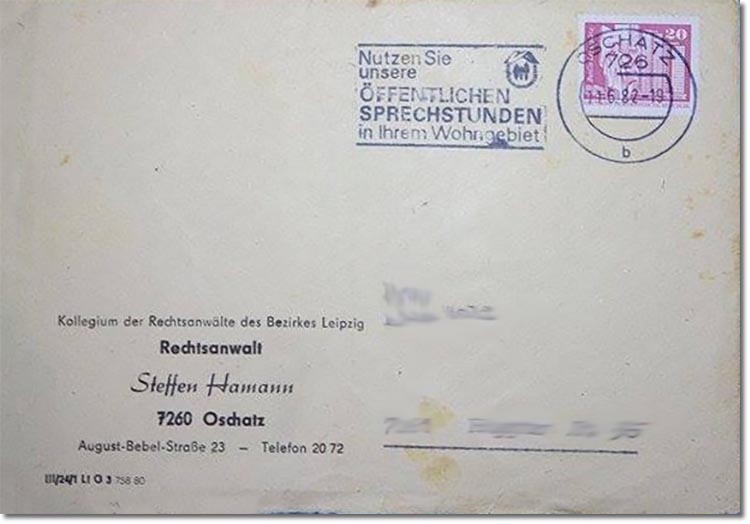 Nutzen Sie
unsere
ÖFFENTLICHEN
SPRECHSTUNDEN
in Ihrem Wohngebiet
20
OSCHATZ
726
11.6.82-19
b
Kollegium der Rechtsanwälte des Bezirkes Leipzig
Rechtsanwalt
Steffen Hamann
7260 Oschatz
August-Bebel-Straße 23 — Telefon 20 72
III/24/1 Lt O 3 758 80